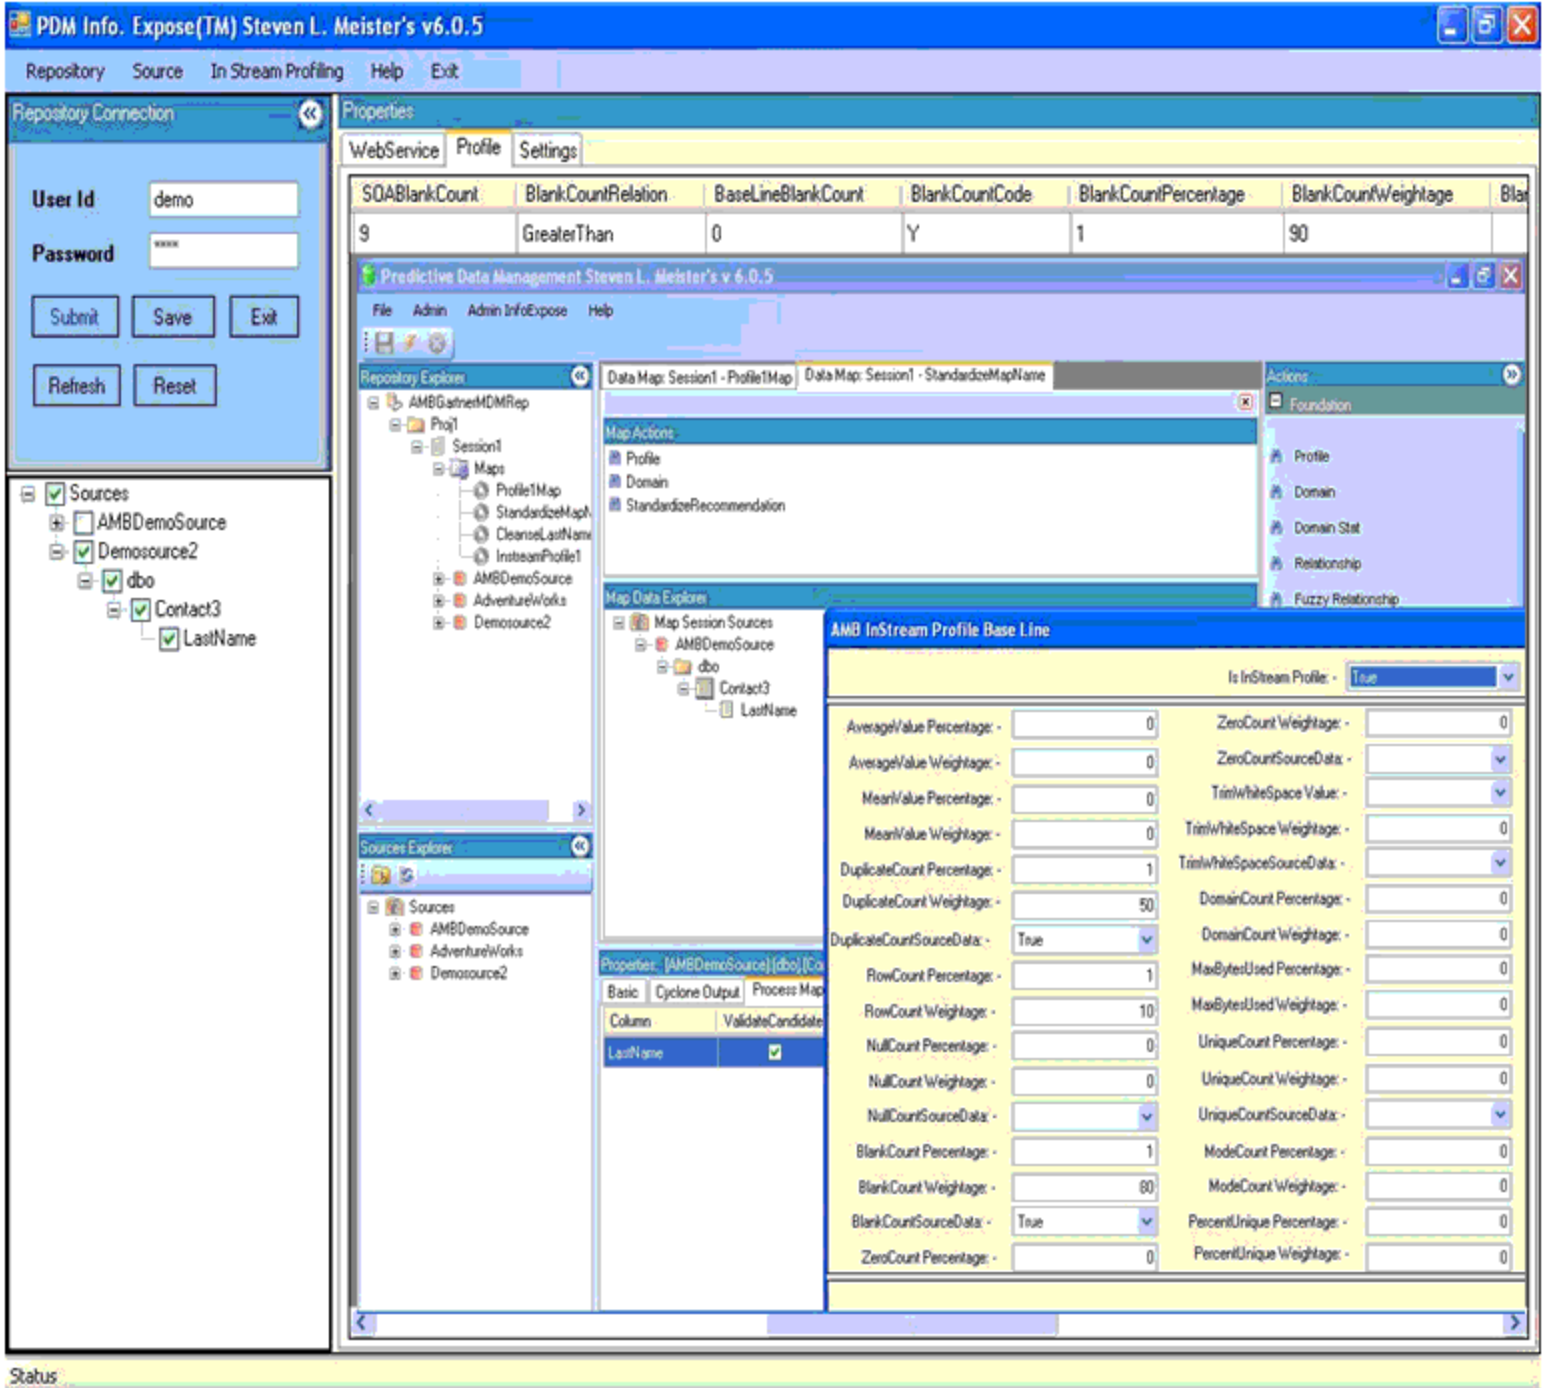 PDM Info. Expose(TM) Steven L. Meister's v6.0.5
Repository Source In Stream Profiling Help Exit
Repository Connection
User Id demo
Password ****
Submit Save Exit
Refresh Reset
Sources
AMBDemoSource
Demosource2
dbo
Contact3
LastName
Properties
WebService Profile Settings
SOABlankCount BlankCountRelation BaseLineBlankCount BlankCountCode BlankCountPercentage BlankCountWeightage Blan
9 GreaterThan 0 Y 1 90
Predictive Data Management Steven L. Meister's v 6.0.5
File Admin Admin InfoExpose Help
Repository Explorer
AMBGartnerMDMRep
Proj1
Session1
Maps
Profile1Map
StandardizeMapN
CleanseLastName
InstreamProfile1
AMBDemoSource
AdventureWorks
Demosource2
Sources Explorer
Sources
AMBDemoSource
AdventureWorks
Demosource2
Data Map: Session1 - Profile1Map Data Map: Session1 - StandardizeMapName
Map Actions
Profile
Domain
StandardizeRecommendation
Map Data Explorer
Map Session Sources
AMBDemoSource
dbo
Contact3
LastName
Properties: [AMBDemoSource].[dbo].[Co
Basic Cyclone Output Process Map
Column ValidateCandidate
LastName
Actions
Foundation
Profile
Domain
Domain Stat
Relationship
Fuzzy Relationship
AMB InStream Profile Base Line
Is InStream Profile: - True
AverageValue Percentage: - 0
AverageValue Weightage: - 0
MeanValue Percentage: - 0
MeanValue Weightage: - 0
DuplicateCount Percentage: - 1
DuplicateCount Weightage: - 50
DuplicateCountSourceData: - True
RowCount Percentage: - 1
RowCount Weightage: - 10
NullCount Percentage: - 0
NullCount Weightage: - 0
NullCountSourceData: -
BlankCount Percentage: - 1
BlankCount Weightage: - 80
BlankCountSourceData: - True
ZeroCount Percentage: - 0
ZeroCount Weightage: - 0
ZeroCountSourceData: -
TrimWhiteSpace Value: -
TrimWhiteSpace Weightage: - 0
TrimWhiteSpaceSourceData: -
DomainCount Percentage: - 0
DomainCount Weightage: - 0
MaxBytesUsed Percentage: - 0
MaxBytesUsed Weightage: - 0
UniqueCount Percentage: - 0
UniqueCount Weightage: - 0
UniqueCountSourceData: -
ModeCount Percentage: - 0
ModeCount Weightage: - 0
PercentUnique Percentage: - 0
PercentUnique Weightage: - 0
Status